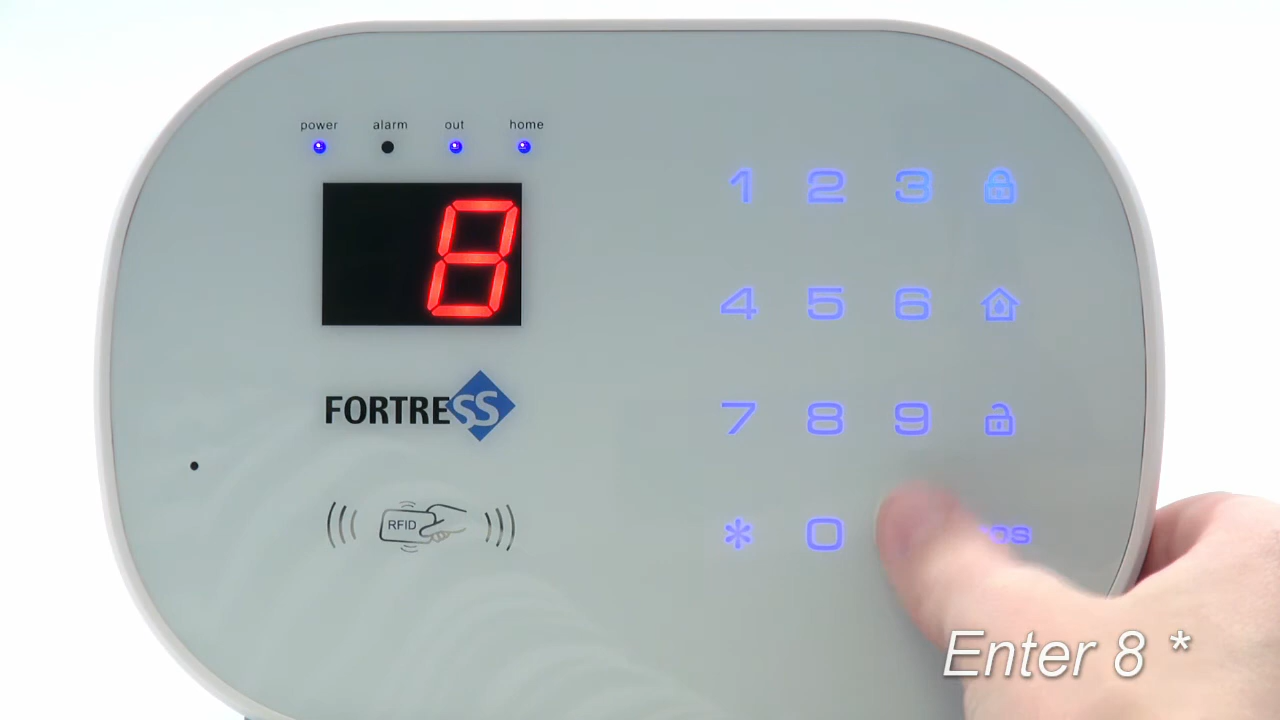 power alarm out home
8
1 2 3
4 5 6
7 8 9
* 0
FORTRESS
RFID
Enter 8 *